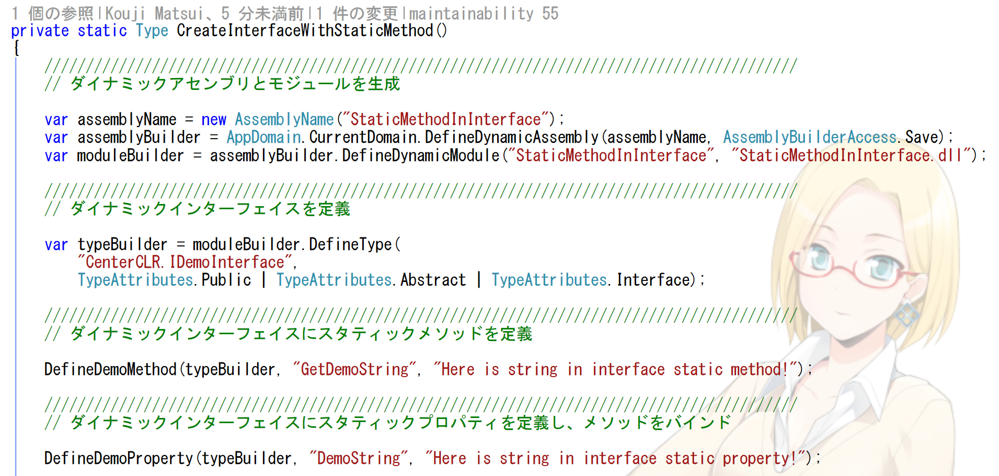 1 個の参照|Kouji Matsui、5 分未満前|1 件の変更|maintainability 55
private static Type CreateInterfaceWithStaticMethod()
{
///////////////////////////////////////////////////////////////////////////////////////////
// ダイナミックアセンブリとモジュールを生成
var assemblyName = new AssemblyName("StaticMethodInInterface");
var assemblyBuilder = AppDomain.CurrentDomain.DefineDynamicAssembly(assemblyName, AssemblyBuilderAccess.Save);
var moduleBuilder = assemblyBuilder.DefineDynamicModule("StaticMethodInInterface", "StaticMethodInInterface.dll");
///////////////////////////////////////////////////////////////////////////////////////////
// ダイナミックインターフェイスを定義
var typeBuilder = moduleBuilder.DefineType(
"CenterCLR.IDemoInterface",
TypeAttributes.Public | TypeAttributes.Abstract | TypeAttributes.Interface);
///////////////////////////////////////////////////////////////////////////////////////////
// ダイナミックインターフェイスにスタティックメソッドを定義
DefineDemoMethod(typeBuilder, "GetDemoString", "Here is string in interface static method!");
///////////////////////////////////////////////////////////////////////////////////////////
// ダイナミックインターフェイスにスタティックプロパティを定義し、メソッドをバインド
DefineDemoProperty(typeBuilder, "DemoString", "Here is string in interface static property!");